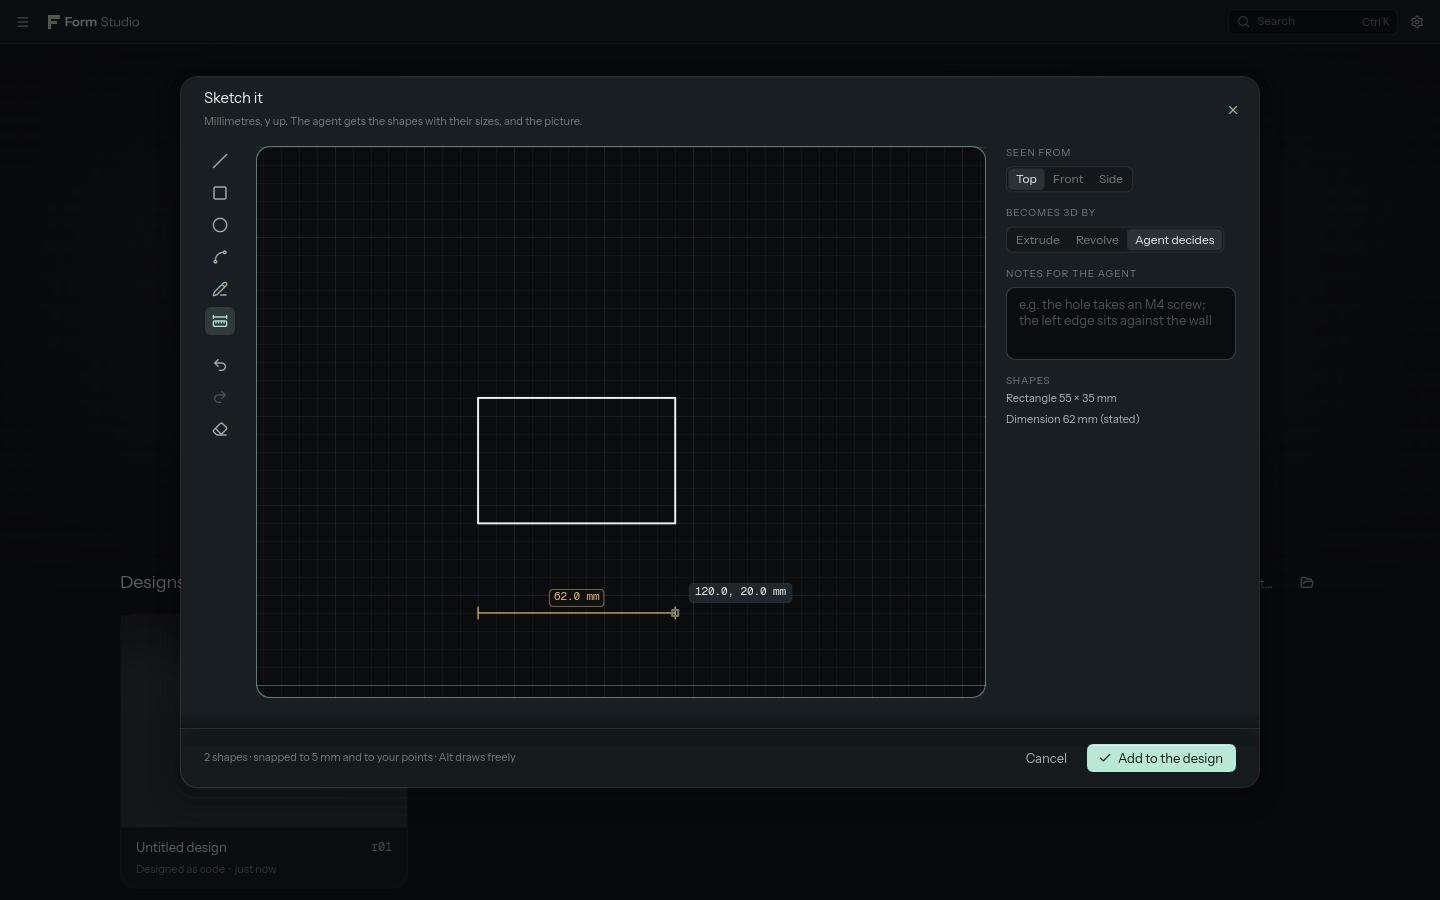 Form Studio
Search
Ctrl K
Sketch it
Millimetres, y up. The agent gets the shapes with their sizes, and the picture.
SEEN FROM
Top
Front
Side
BECOMES 3D BY
Extrude
Revolve
Agent decides
NOTES FOR THE AGENT
e.g. the hole takes an M4 screw;
the left edge sits against the wall
SHAPES
Rectangle 55 × 35 mm
Dimension 62 mm (stated)
62.0 mm
120.0, 20.0 mm
Designs
2 shapes · snapped to 5 mm and to your points · Alt draws freely
Cancel
Add to the design
Untitled design
r01
Designed as code · just now